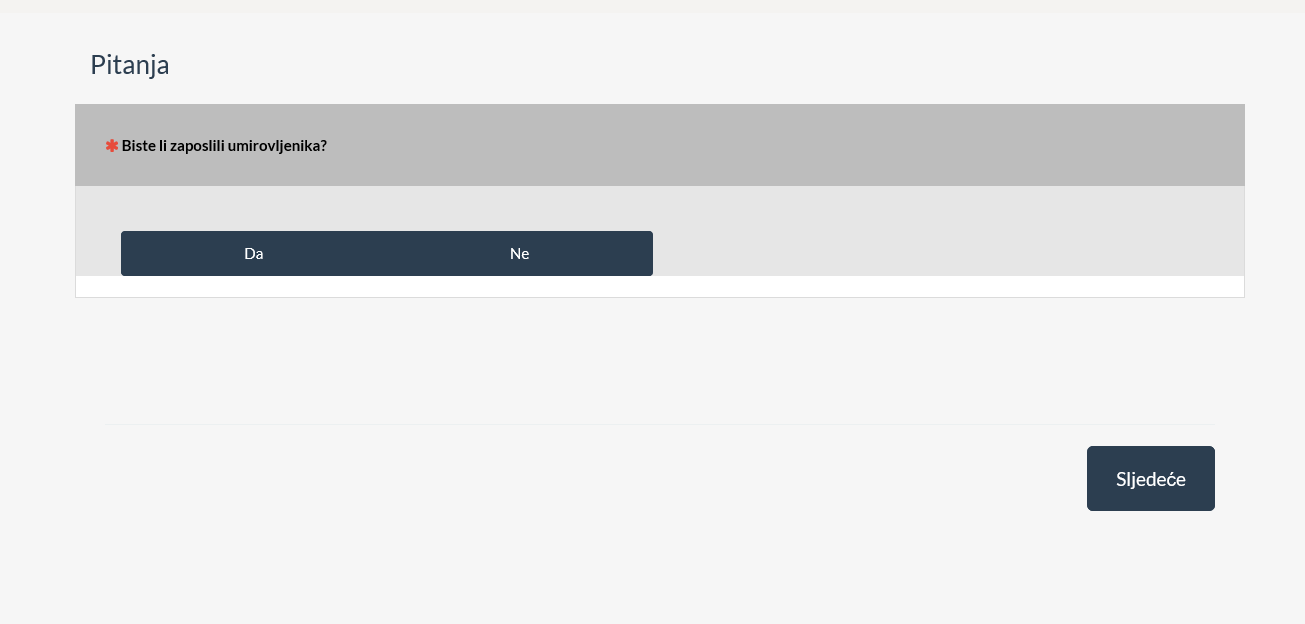 Pitanja
✱ Biste li zaposlili umirovljenika?
Da Ne
Sljedeće